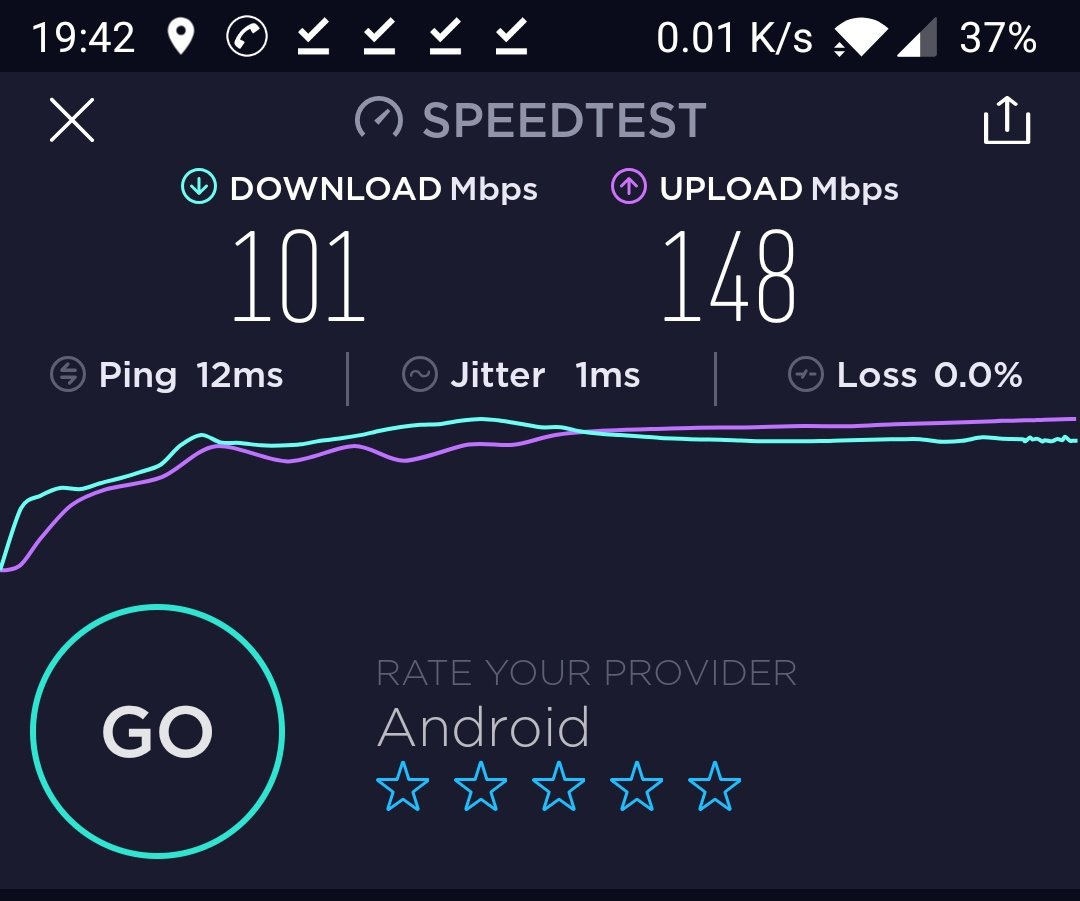 19:42 0.01 K/s 37%
SPEEDTEST
DOWNLOAD Mbps UPLOAD Mbps
101 148
Ping 12ms Jitter 1ms Loss 0.0%
RATE YOUR PROVIDER
GO
Android